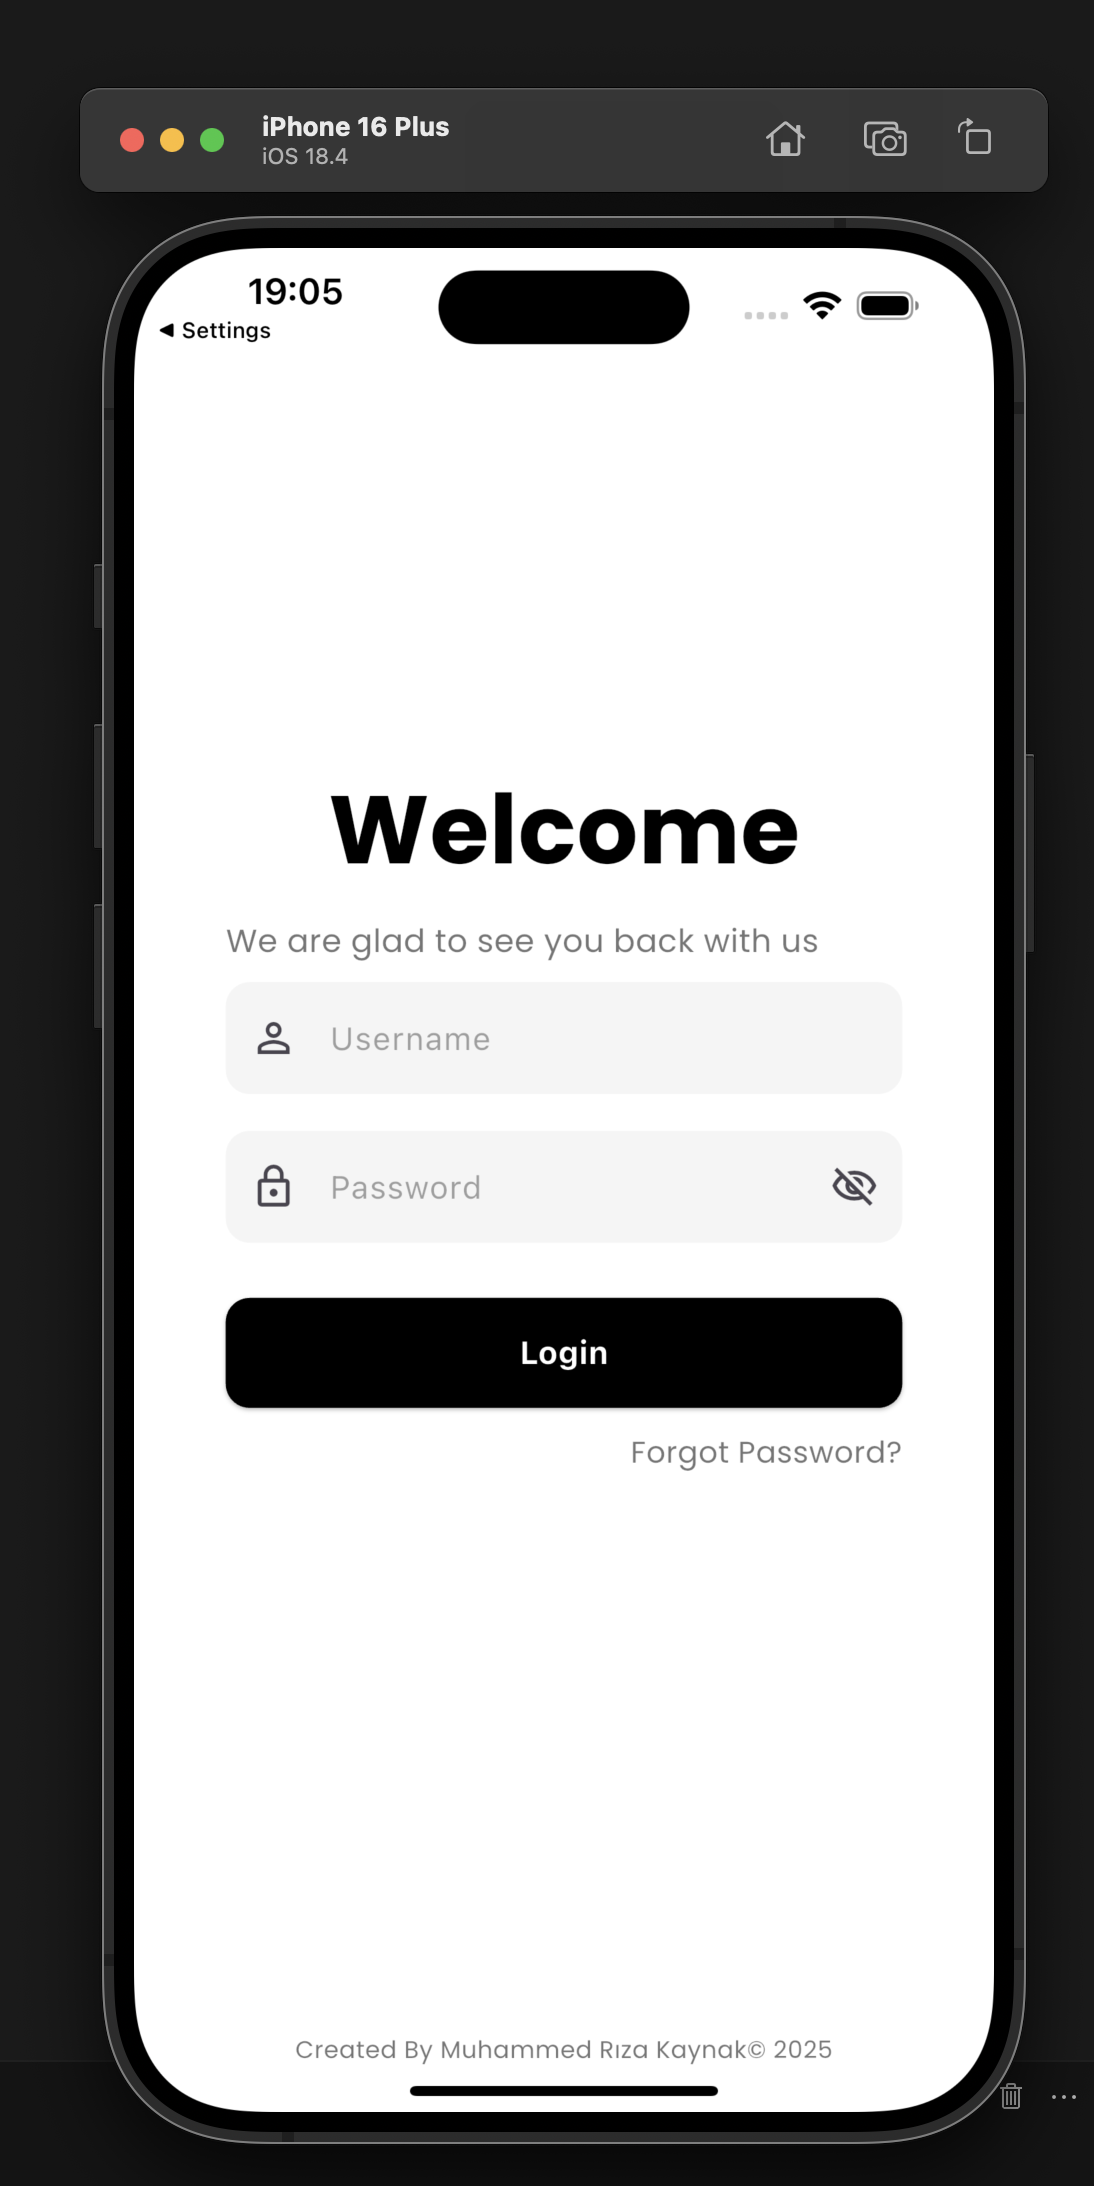 iPhone 16 Plus
iOS 18.4
19:05
◀ Settings
Welcome
We are glad to see you back with us
Username
Password
Login
Forgot Password?
Created By Muhammed Rıza Kaynak© 2025